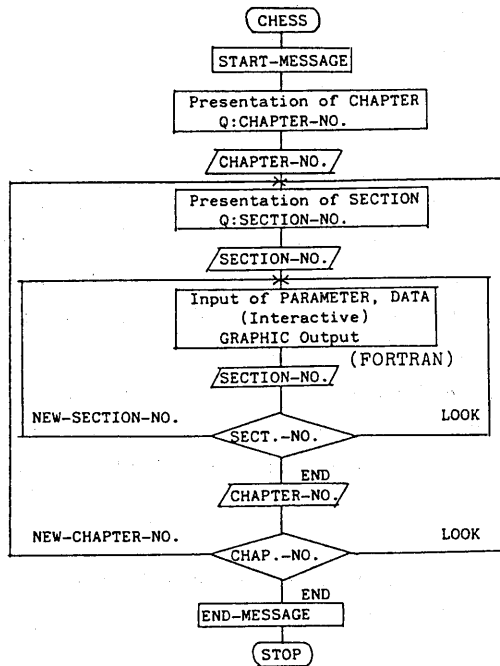 CHESS
START-MESSAGE
Presentation of CHAPTER
Q:CHAPTER-NO.
CHAPTER-NO.
Presentation of SECTION
Q:SECTION-NO.
SECTION-NO.
Input of PARAMETER, DATA
(Interactive)
GRAPHIC Output
(FORTRAN)
SECTION-NO.
NEW-SECTION-NO.
LOOK
SECT.-NO.
END
CHAPTER-NO.
NEW-CHAPTER-NO.
LOOK
CHAP.-NO.
END
END-MESSAGE
STOP